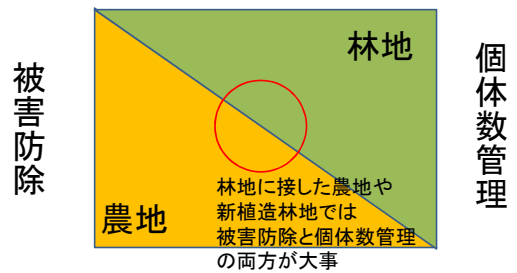 被害防除
林地
個体数管理
農地
林地に接した農地や
新植造林地では
被害防除と個体数管理
の両方が大事